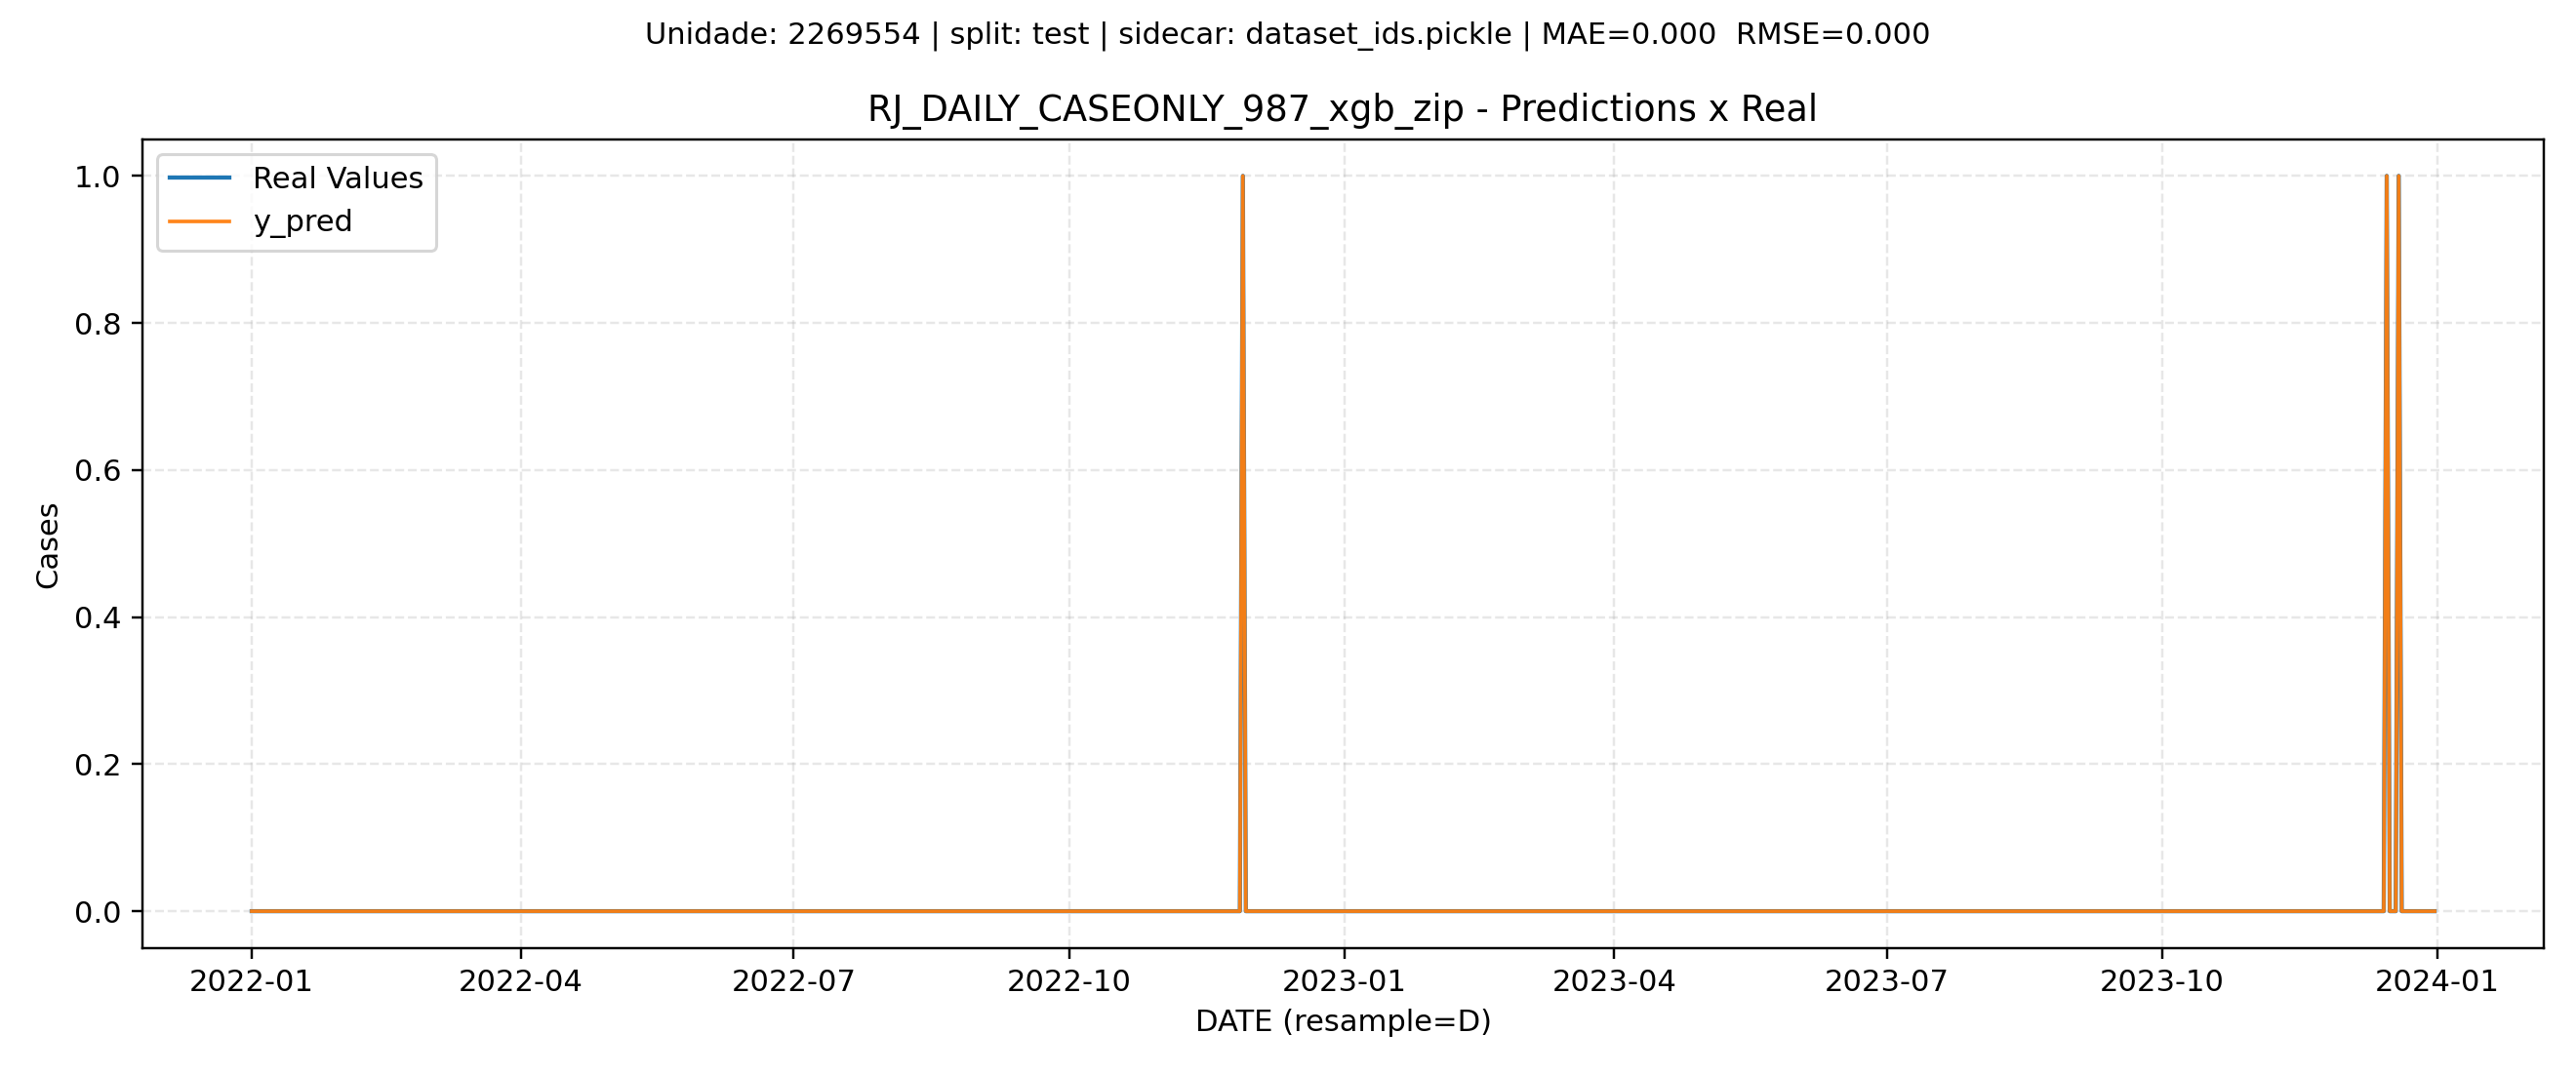 Unidade: 2269554 | split: test | sidecar: dataset_ids.pickle | MAE=0.000  RMSE=0.000
RJ_DAILY_CASEONLY_987_xgb_zip - Predictions x Real
Real Values
y_pred
1.0
0.8
0.6
0.4
0.2
0.0
Cases
2022-01
2022-04
2022-07
2022-10
2023-01
2023-04
2023-07
2023-10
2024-01
DATE (resample=D)